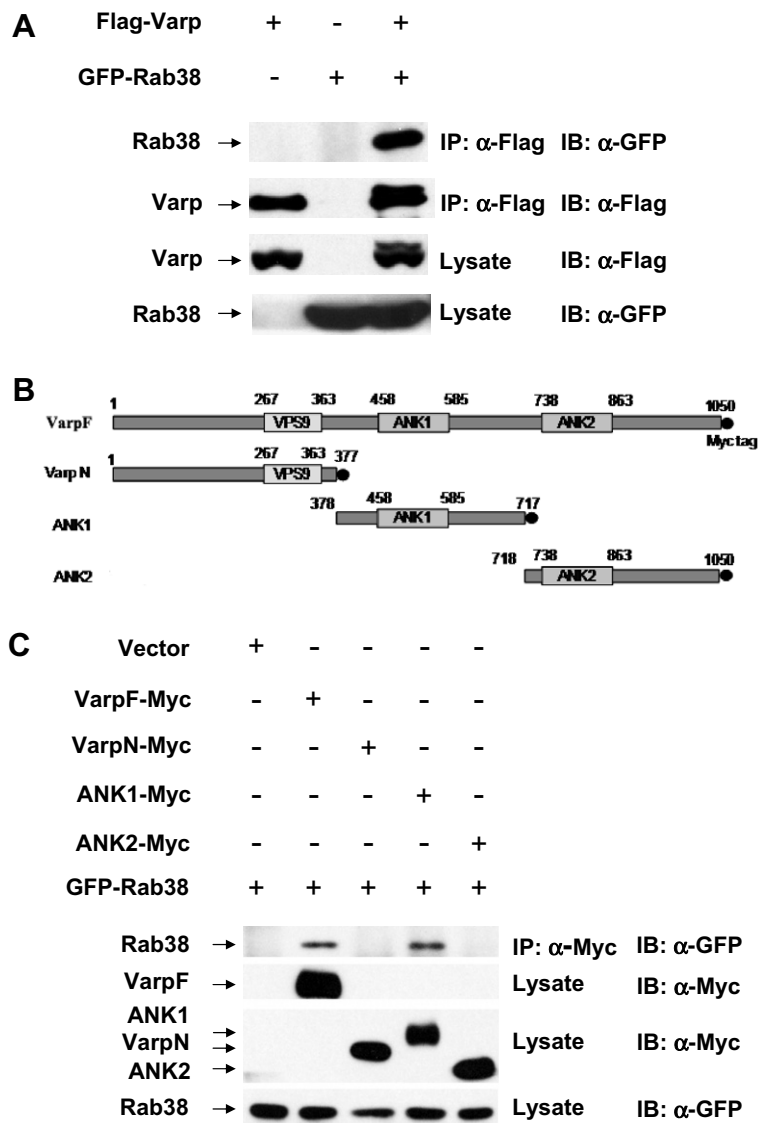 A
Flag-Varp + - +
GFP-Rab38 - + +
Rab38 → IP: α-Flag IB: α-GFP
Varp → IP: α-Flag IB: α-Flag
Varp → Lysate IB: α-Flag
Rab38 → Lysate IB: α-GFP
B
1 267 363 458 585 738 863 1050
VarpF VPS9 ANK1 ANK2
Myc tag
1 267 363 377
Varp N VPS9
378 458 585 717
ANK1 ANK1
718 738 863 1050
ANK2 ANK2
C
Vector + - - - -
VarpF-Myc - + - - -
VarpN-Myc - - + - -
ANK1-Myc - - - + -
ANK2-Myc - - - - +
GFP-Rab38 + + + + +
Rab38 → IP: α-Myc IB: α-GFP
VarpF → Lysate IB: α-Myc
ANK1 →
VarpN → Lysate IB: α-Myc
ANK2 →
Rab38 → Lysate IB: α-GFP